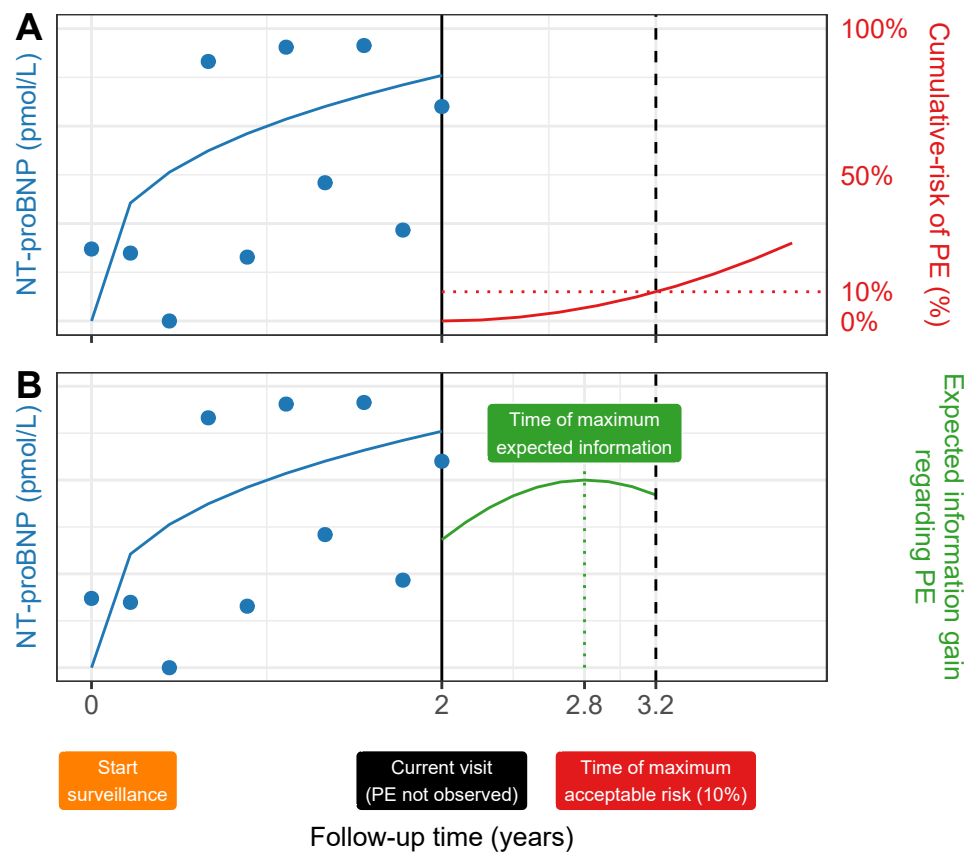 A
NT-proBNP (pmol/L)
100%
50%
10%
0%
Cumulative-risk of PE (%)
B
NT-proBNP (pmol/L)
Time of maximum
expected information
Expected information gain
regarding PE
0
2
2.8
3.2
Start
surveillance
Current visit
(PE not observed)
Time of maximum
acceptable risk (10%)
Follow-up time (years)